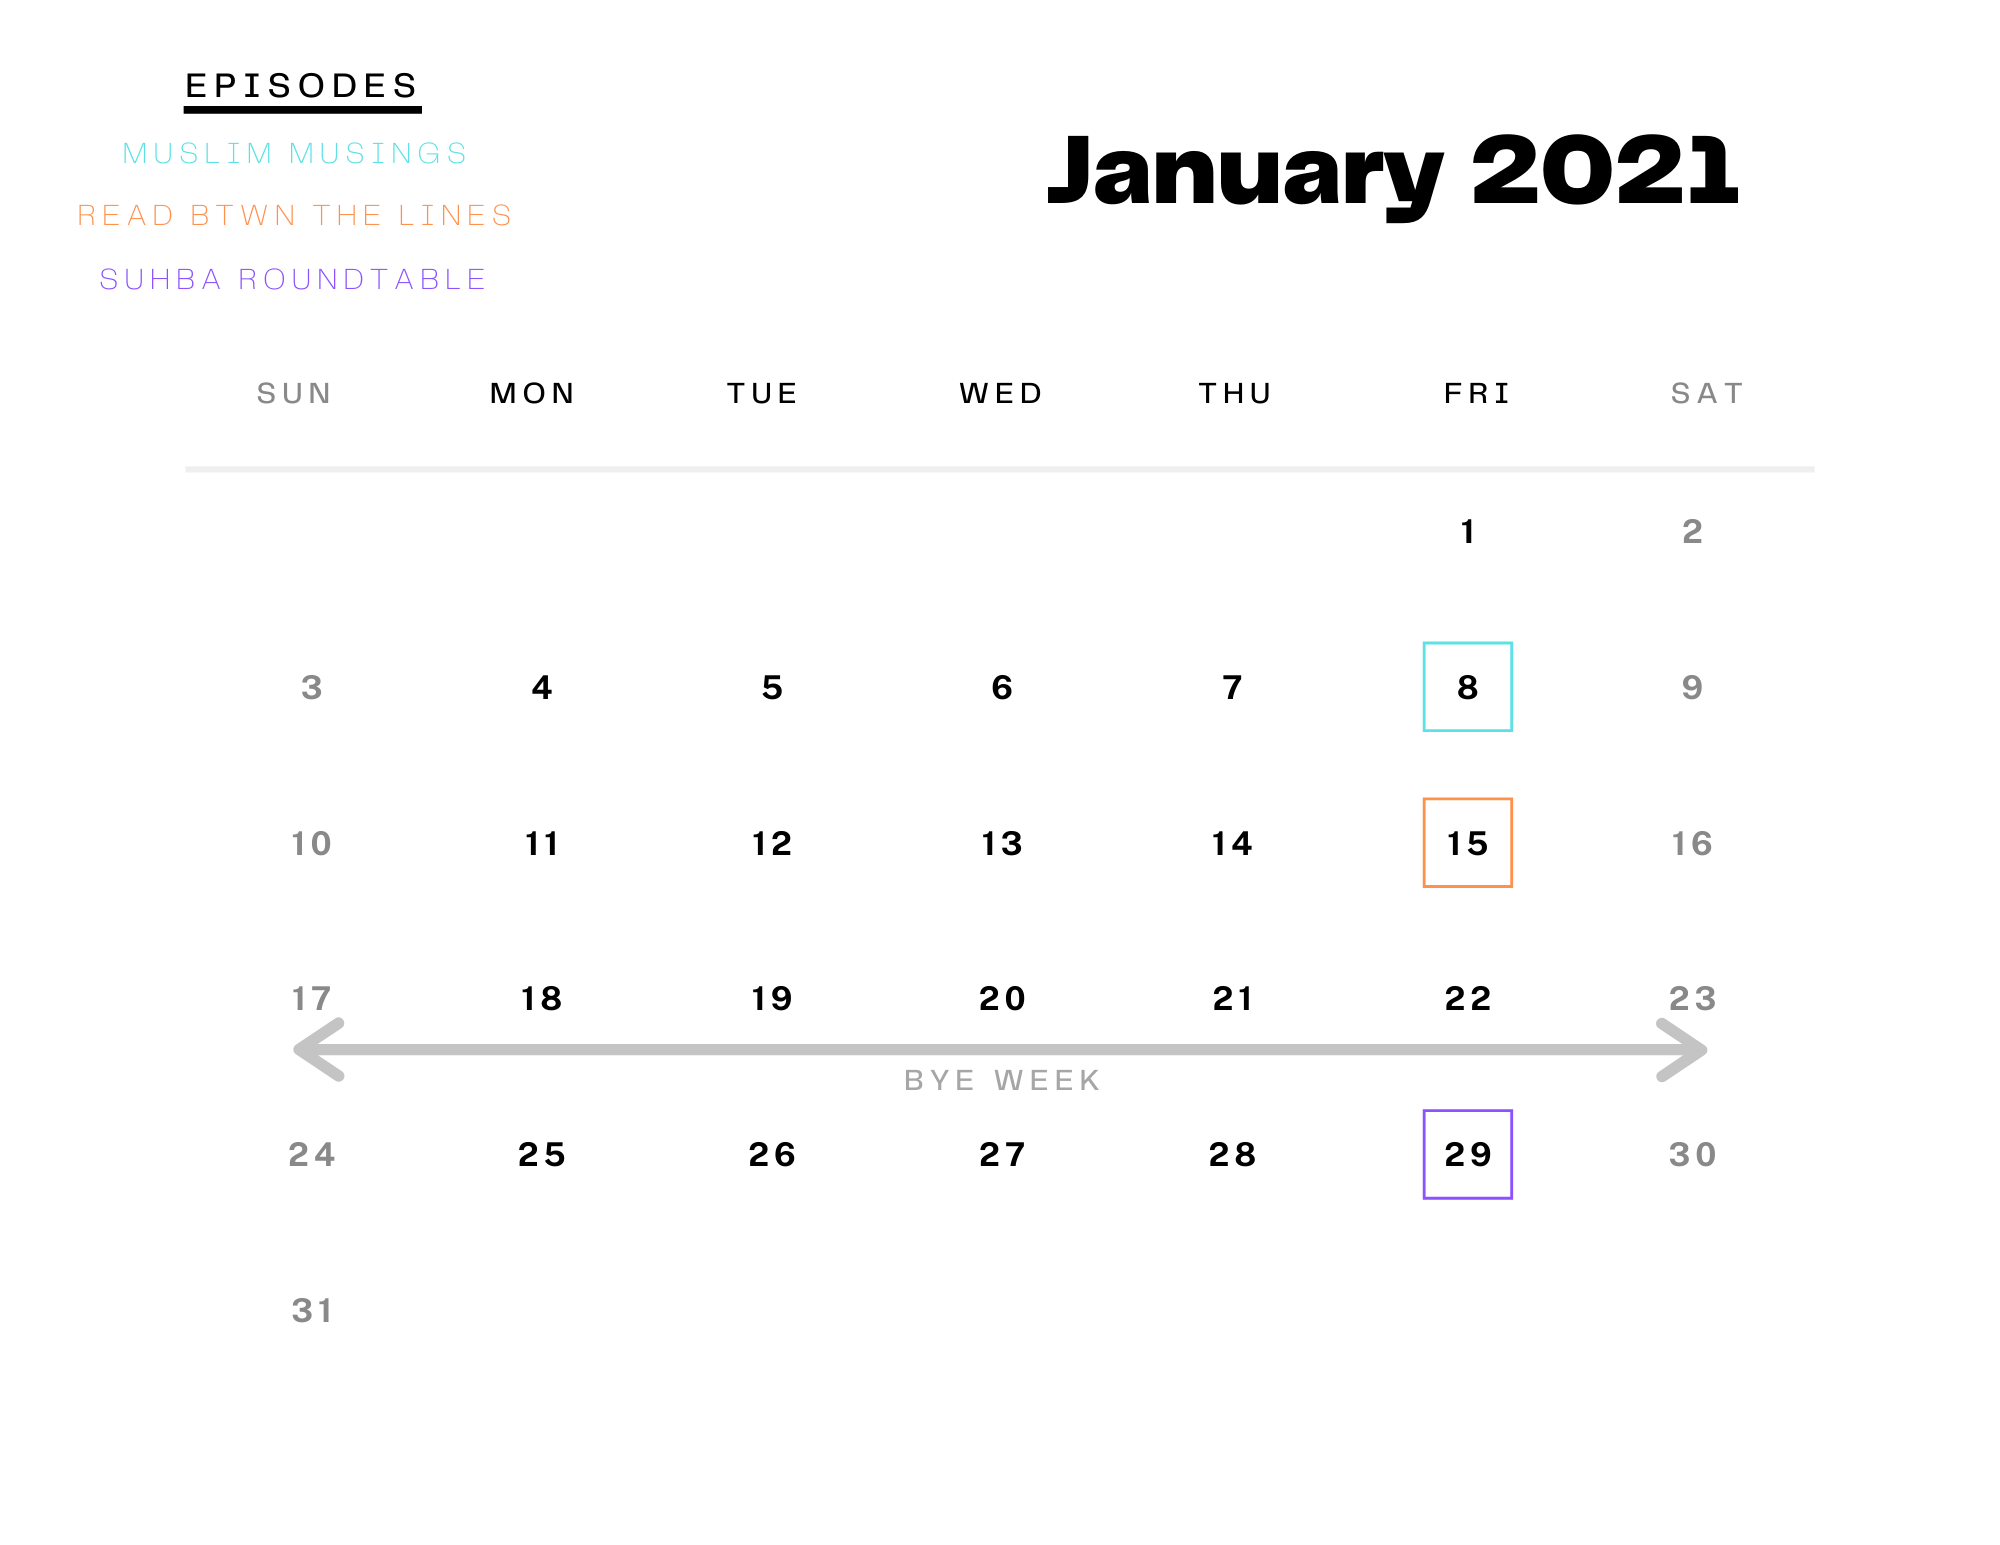 EPISODES
MUSLIM MUSINGS
READ BTWN THE LINES
SUHBA ROUNDTABLE
January 2021
SUN MON TUE WED THU FRI SAT
1 2
3 4 5 6 7 8 9
10 11 12 13 14 15 16
17 18 19 20 21 22 23
BYE WEEK
24 25 26 27 28 29 30
31